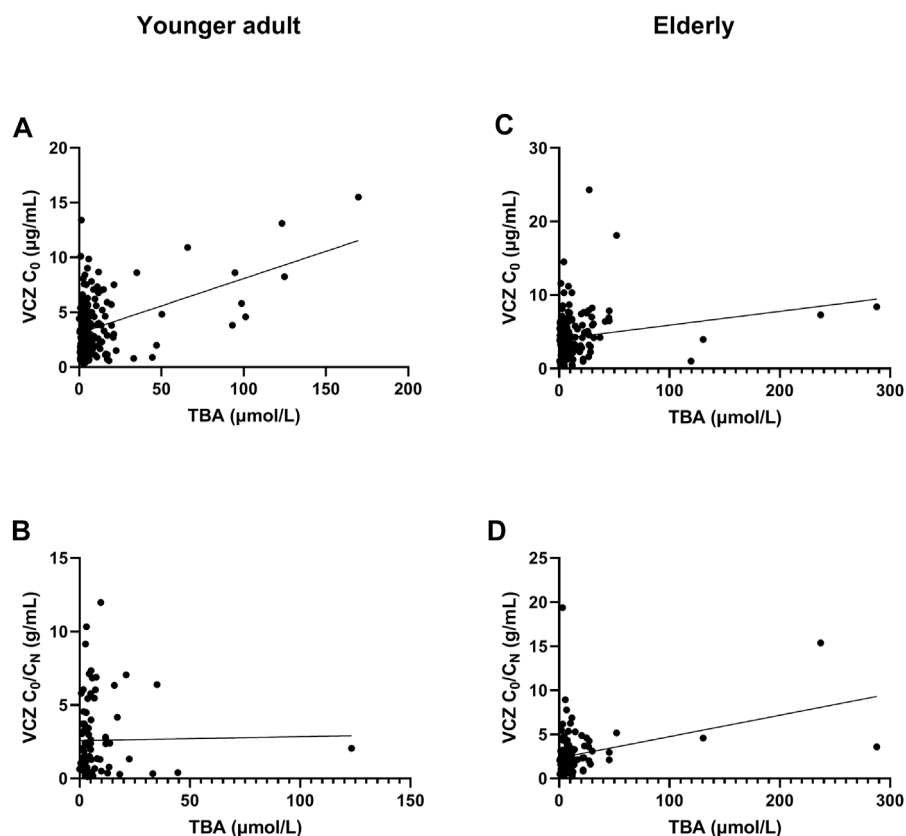 Younger adult
Elderly
A
VCZ C0 (µg/mL)
20
15
10
5
0
0 50 100 150 200
TBA (µmol/L)
C
VCZ C0 (µg/mL)
30
20
10
0
0 100 200 300
TBA (µmol/L)
B
VCZ C0/CN (g/mL)
15
10
5
0
0 50 100 150
TBA (µmol/L)
D
VCZ C0/CN (g/mL)
25
20
15
10
5
0
0 100 200 300
TBA (µmol/L)